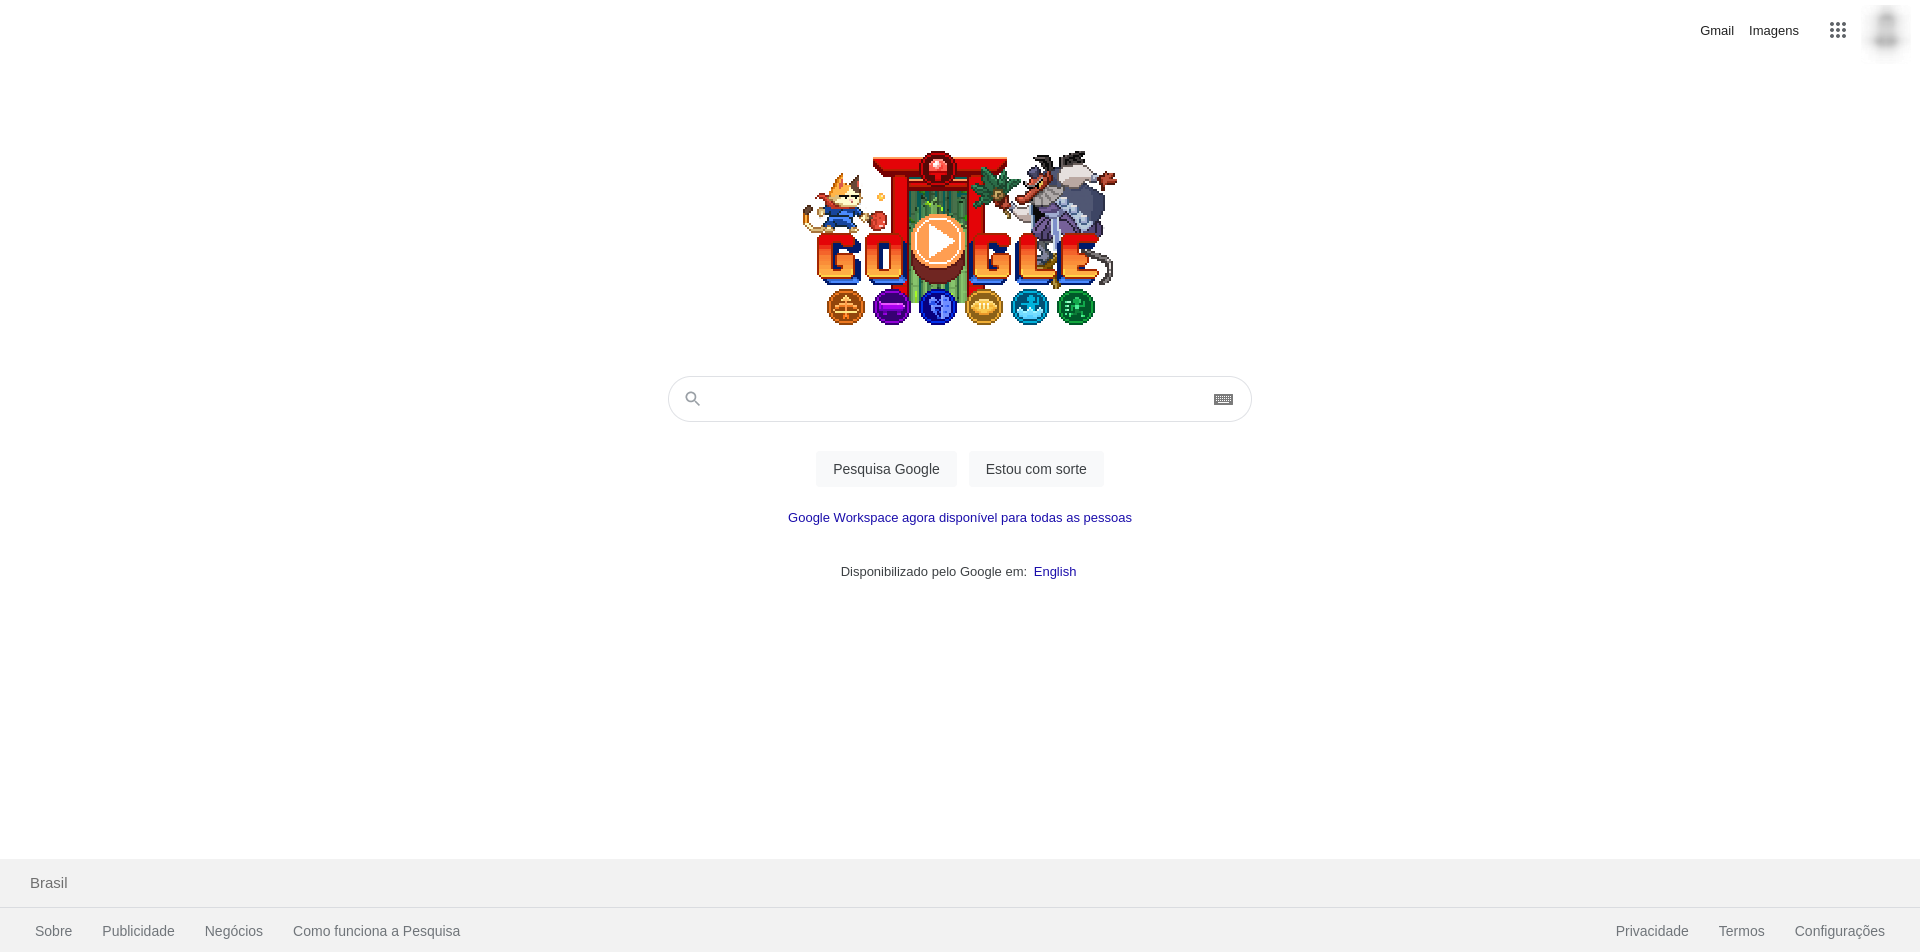 Gmail Imagens
GOOGLE
Pesquisa Google Estou com sorte
Google Workspace agora disponível para todas as pessoas
Disponibilizado pelo Google em: English
Brasil
Sobre Publicidade Negócios Como funciona a Pesquisa Privacidade Termos Configurações